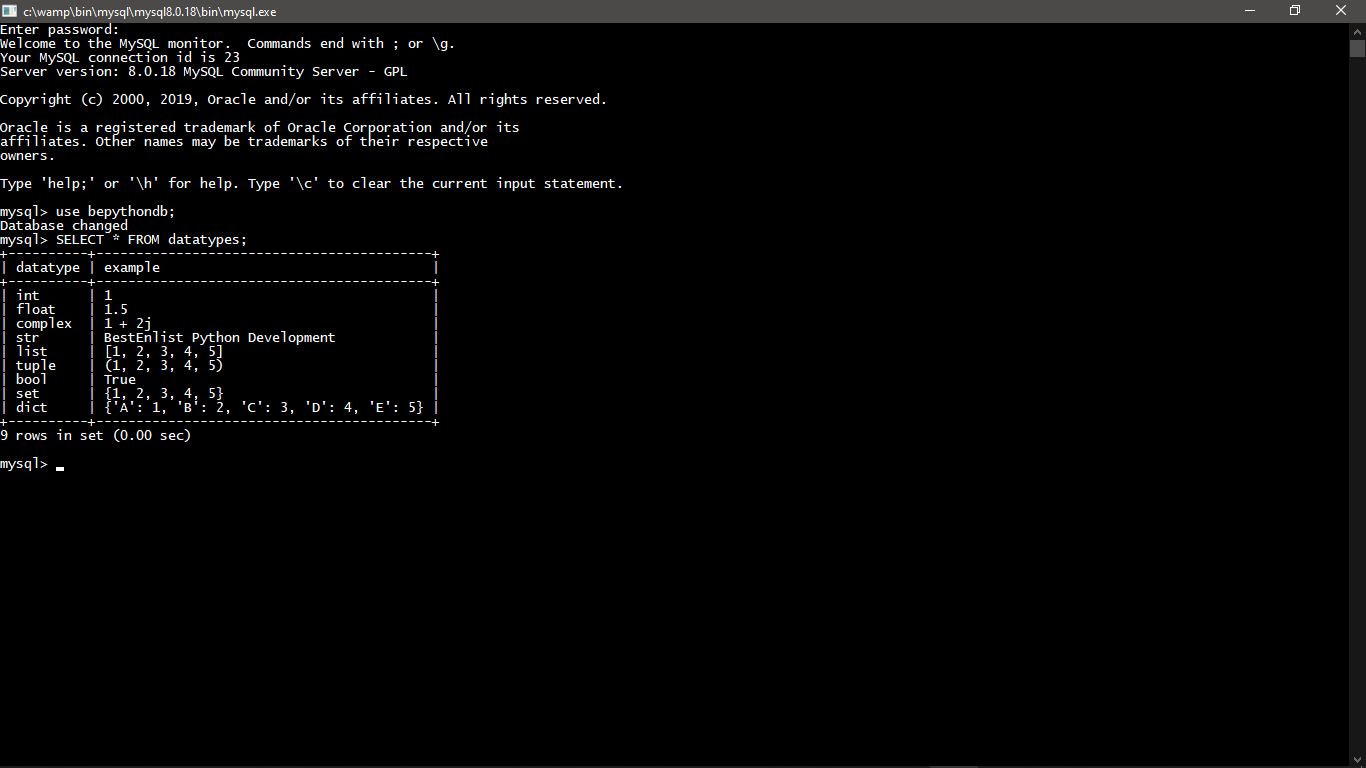 c:\wamp\bin\mysql\mysql8.0.18\bin\mysql.exe
Enter password:
Welcome to the MySQL monitor.  Commands end with ; or \g.
Your MySQL connection id is 23
Server version: 8.0.18 MySQL Community Server - GPL
Copyright (c) 2000, 2019, Oracle and/or its affiliates. All rights reserved.
Oracle is a registered trademark of Oracle Corporation and/or its
affiliates. Other names may be trademarks of their respective
owners.
Type 'help;' or '\h' for help. Type '\c' to clear the current input statement.
mysql> use bepythondb;
Database changed
mysql> SELECT * FROM datatypes;
+----------+------------------------------------------+
| datatype | example                                  |
+----------+------------------------------------------+
| int      | 1                                        |
| float    | 1.5                                      |
| complex  | 1 + 2j                                   |
| str      | BestEnlist Python Development            |
| list     | [1, 2, 3, 4, 5]                          |
| tuple    | (1, 2, 3, 4, 5)                          |
| bool     | True                                     |
| set      | {1, 2, 3, 4, 5}                          |
| dict     | {'A': 1, 'B': 2, 'C': 3, 'D': 4, 'E': 5} |
+----------+------------------------------------------+
9 rows in set (0.00 sec)
mysql>